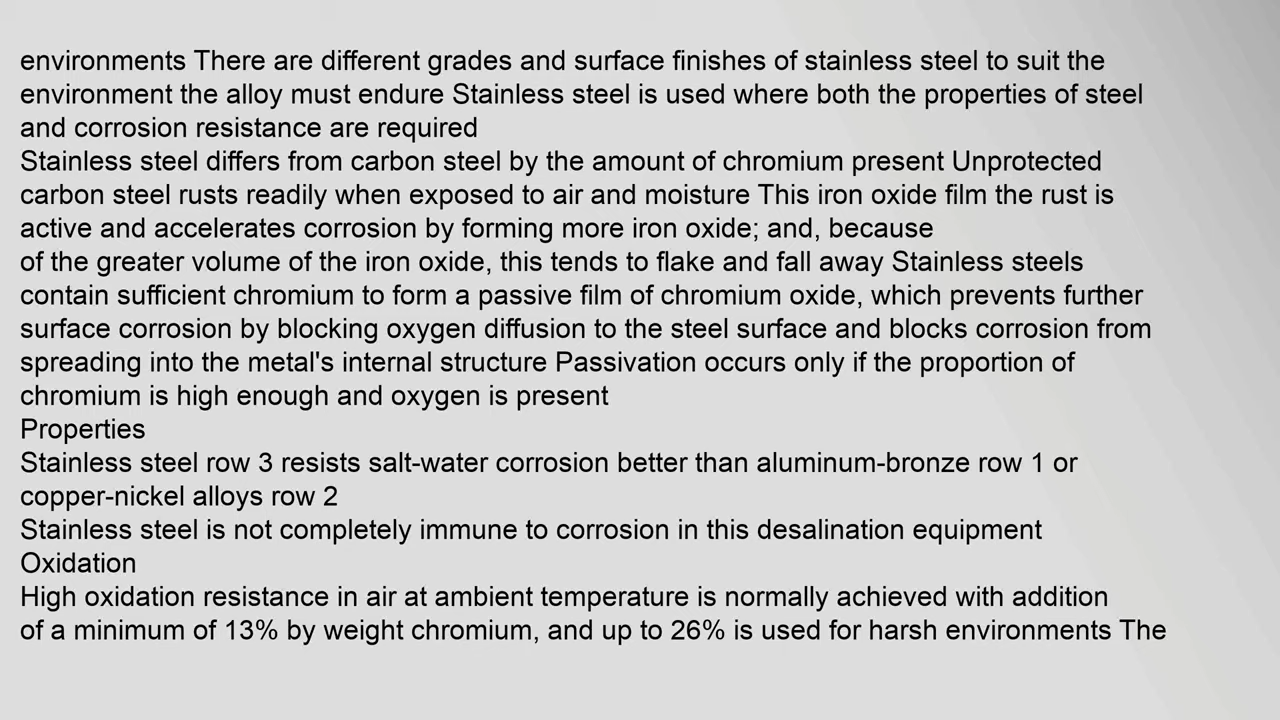 environments There are different grades and surface finishes of stainless steel to suit the
environment the alloy must endure Stainless steel is used where both the properties of steel
and corrosion resistance are required
Stainless steel differs from carbon steel by the amount of chromium present Unprotected
carbon steel rusts readily when exposed to air and moisture This iron oxide film the rust is
active and accelerates corrosion by forming more iron oxide; and, because
of the greater volume of the iron oxide, this tends to flake and fall away Stainless steels
contain sufficient chromium to form a passive film of chromium oxide, which prevents further
surface corrosion by blocking oxygen diffusion to the steel surface and blocks corrosion from
spreading into the metal's internal structure Passivation occurs only if the proportion of
chromium is high enough and oxygen is present
Properties
Stainless steel row 3 resists salt-water corrosion better than aluminum-bronze row 1 or
copper-nickel alloys row 2
Stainless steel is not completely immune to corrosion in this desalination equipment
Oxidation
High oxidation resistance in air at ambient temperature is normally achieved with addition
of a minimum of 13% by weight chromium, and up to 26% is used for harsh environments The